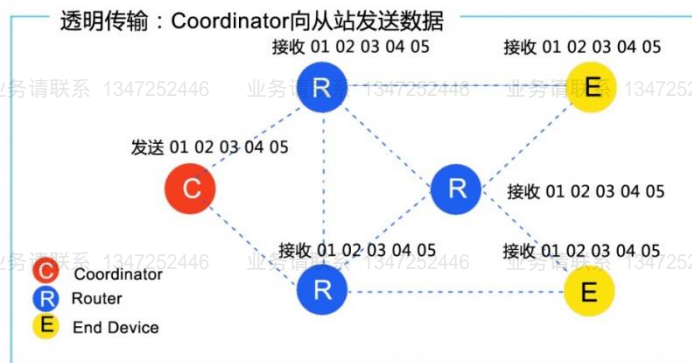 透明传输：Coordinator向从站发送数据
接收 01 02 03 04 05
接收 01 02 03 04 05
R
E
业务请联系 1347252446
业务请联系 1347252446
业务请联系 1347252446
发送 01 02 03 04 05
C
R
接收 01 02 03 04 05
接收 01 02 03 04 05
接收 01 02 03 04 05
业务请联系 1347252446
业务请联系 1347252446
业务请联系 134725
R
E
C Coordinator
R Router
E End Device